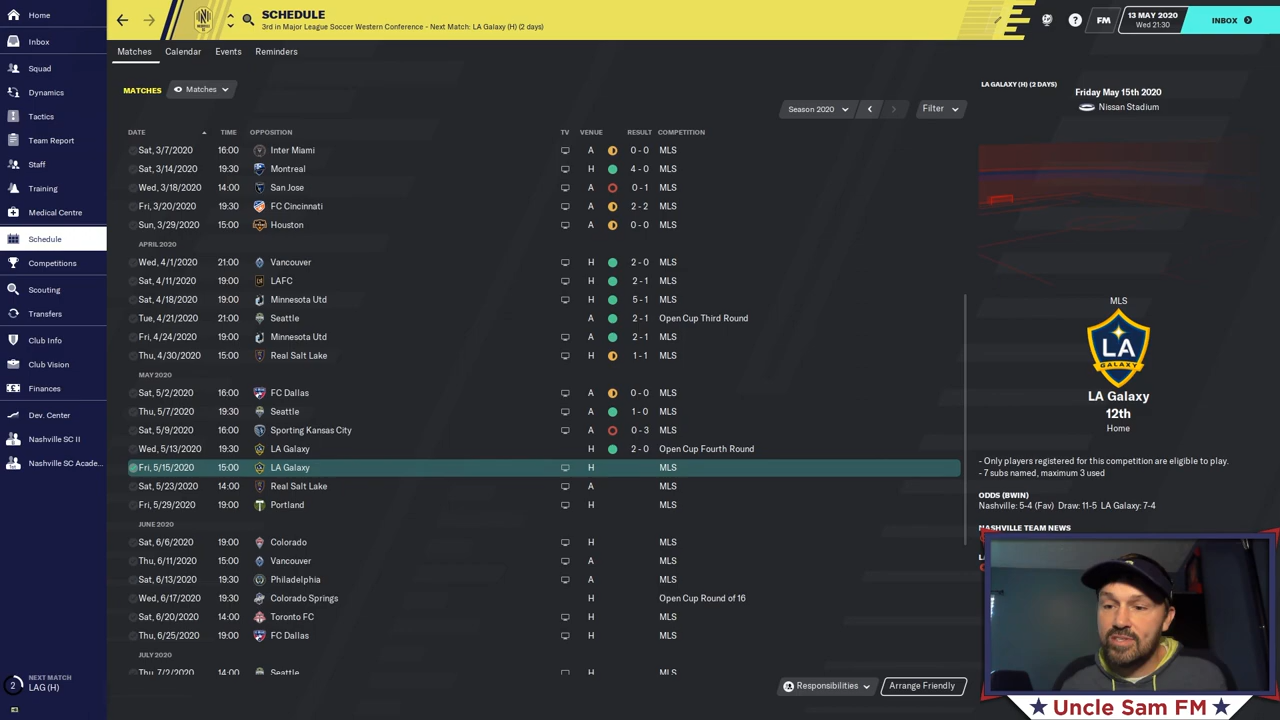 SCHEDULE
3rd in Major League Soccer Western Conference - Next Match: LA Galaxy (H) (2 days)
FM
13 MAY 2020
Wed 21:30
INBOX
Home
Inbox
Squad
Dynamics
Tactics
Team Report
Staff
Training
Medical Centre
Schedule
Competitions
Scouting
Transfers
Club Info
Club Vision
Finances
Dev. Center
Nashville SC II
Nashville SC Acade...
2
NEXT MATCH
LAG (H)
Matches Calendar Events Reminders
MATCHES Matches
Season 2020 Filter
DATE TIME OPPOSITION TV VENUE RESULT COMPETITION
Sat, 3/7/2020 16:00 Inter Miami A 0 - 0 MLS
Sat, 3/14/2020 19:30 Montreal H 4 - 0 MLS
Wed, 3/18/2020 14:00 San Jose A 0 - 1 MLS
Fri, 3/20/2020 19:30 FC Cincinnati A 2 - 2 MLS
Sun, 3/29/2020 15:00 Houston A 0 - 0 MLS
APRIL 2020
Wed, 4/1/2020 21:00 Vancouver H 2 - 0 MLS
Sat, 4/11/2020 19:00 LAFC H 2 - 1 MLS
Sat, 4/18/2020 19:00 Minnesota Utd H 5 - 1 MLS
Tue, 4/21/2020 21:00 Seattle A 2 - 1 Open Cup Third Round
Fri, 4/24/2020 19:00 Minnesota Utd A 2 - 1 MLS
Thu, 4/30/2020 15:00 Real Salt Lake H 1 - 1 MLS
MAY 2020
Sat, 5/2/2020 16:00 FC Dallas A 0 - 0 MLS
Thu, 5/7/2020 19:30 Seattle A 1 - 0 MLS
Sat, 5/9/2020 16:00 Sporting Kansas City A 0 - 3 MLS
Wed, 5/13/2020 19:30 LA Galaxy H 2 - 0 Open Cup Fourth Round
Fri, 5/15/2020 15:00 LA Galaxy H MLS
Sat, 5/23/2020 14:00 Real Salt Lake A MLS
Fri, 5/29/2020 19:00 Portland H MLS
JUNE 2020
Sat, 6/6/2020 19:00 Colorado H MLS
Thu, 6/11/2020 15:00 Vancouver A MLS
Sat, 6/13/2020 19:30 Philadelphia A MLS
Wed, 6/17/2020 19:30 Colorado Springs H Open Cup Round of 16
Sat, 6/20/2020 14:00 Toronto FC H MLS
Thu, 6/25/2020 19:00 FC Dallas H MLS
JULY 2020
Thu, 7/2/2020 14:00 Seattle A MLS
Responsibilities Arrange Friendly
LA GALAXY (H) (2 DAYS)
Friday May 15th 2020
Nissan Stadium
MLS
LA
GALAXY
LA Galaxy
12th
Home
- Only players registered for this competition are eligible to play.
- 7 subs named, maximum 3 used
ODDS (BWIN)
Nashville: 5-4 (Fav) Draw: 11-5 LA Galaxy: 7-4
NASHVILLE TEAM NEWS
Uncle Sam FM